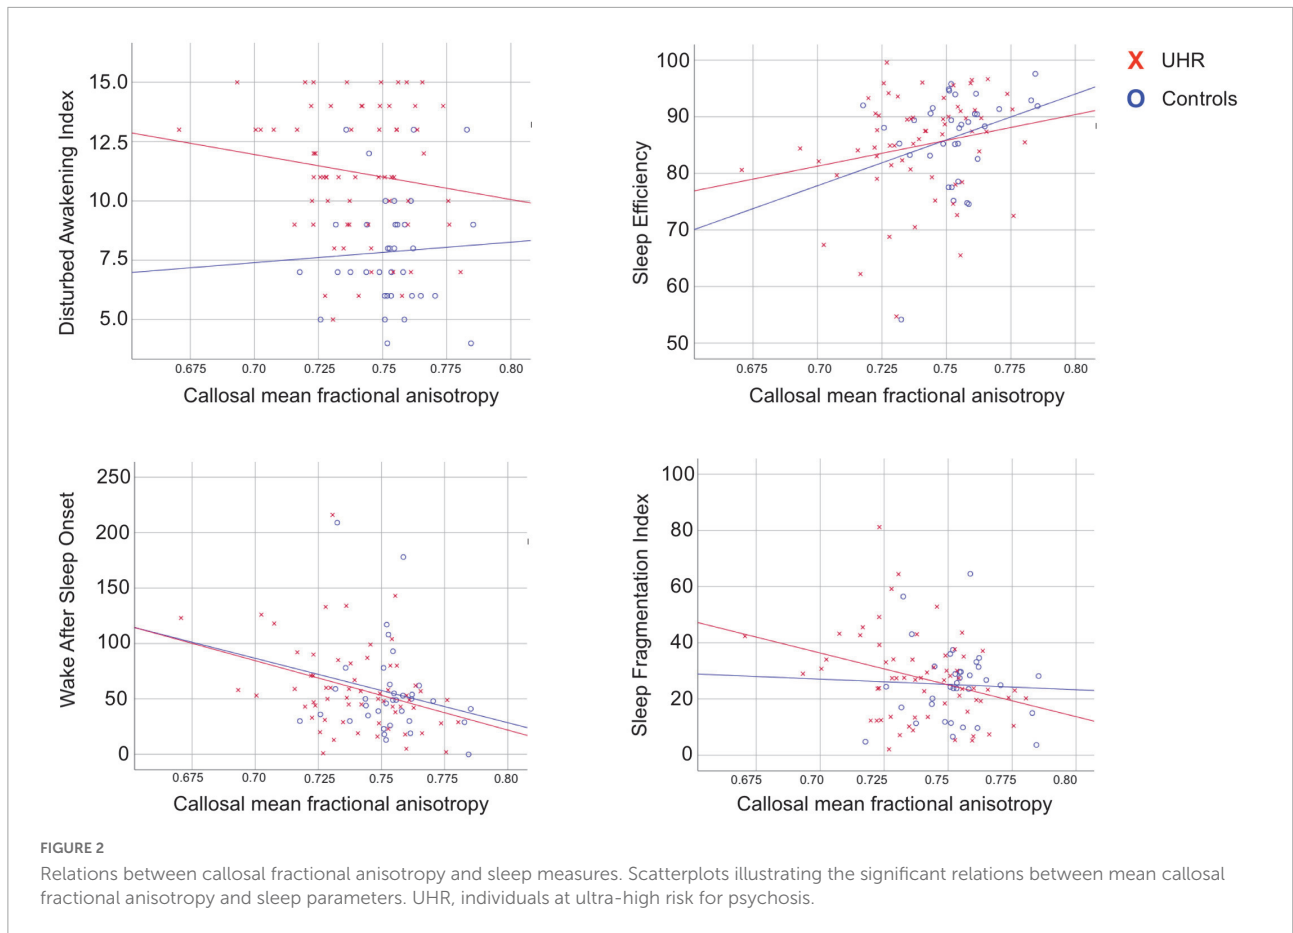 15.0
12.5
10.0
7.5
5.0
Disturbed Awakening Index
0.675 0.70 0.725 0.75 0.775 0.80
Callosal mean fractional anisotropy
100
90
80
70
60
50
Sleep Efficiency
0.675 0.70 0.725 0.75 0.775 0.80
Callosal mean fractional anisotropy
X UHR
O Controls
250
200
150
100
50
0
Wake After Sleep Onset
0.675 0.70 0.725 0.75 0.775 0.80
Callosal mean fractional anisotropy
100
80
60
40
20
0
Sleep Fragmentation Index
0.675 0.70 0.725 0.75 0.775 0.80
Callosal mean fractional anisotropy
FIGURE 2
Relations between callosal fractional anisotropy and sleep measures. Scatterplots illustrating the significant relations between mean callosal
fractional anisotropy and sleep parameters. UHR, individuals at ultra-high risk for psychosis.